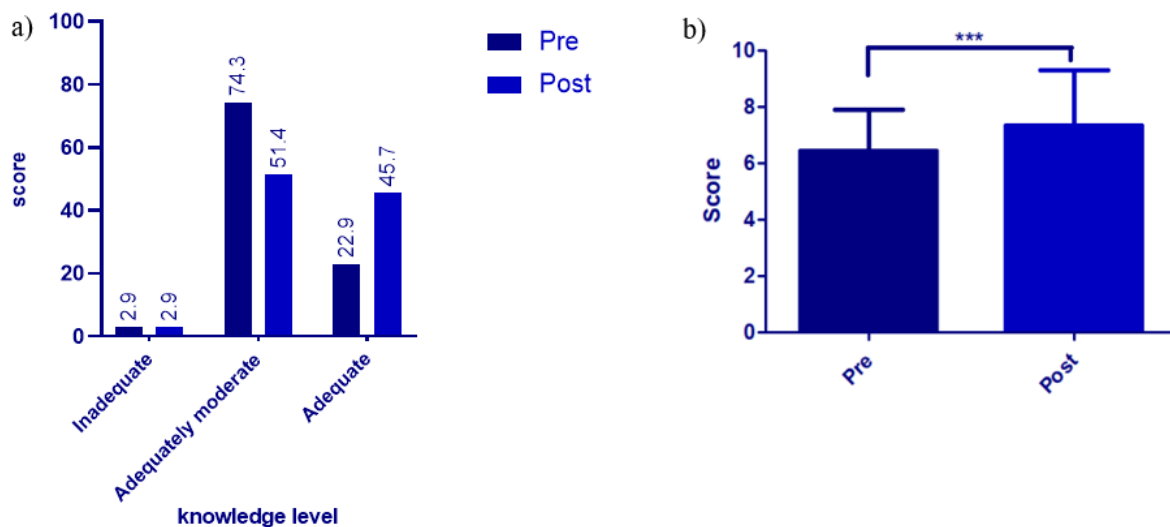 a)
score
100
80
60
40
20
0
2.9
2.9
74.3
51.4
22.9
45.7
Inadequate
Adequately moderate
Adequate
knowledge level
Pre
Post
b)
Score
10
8
6
4
2
0
***
Pre
Post